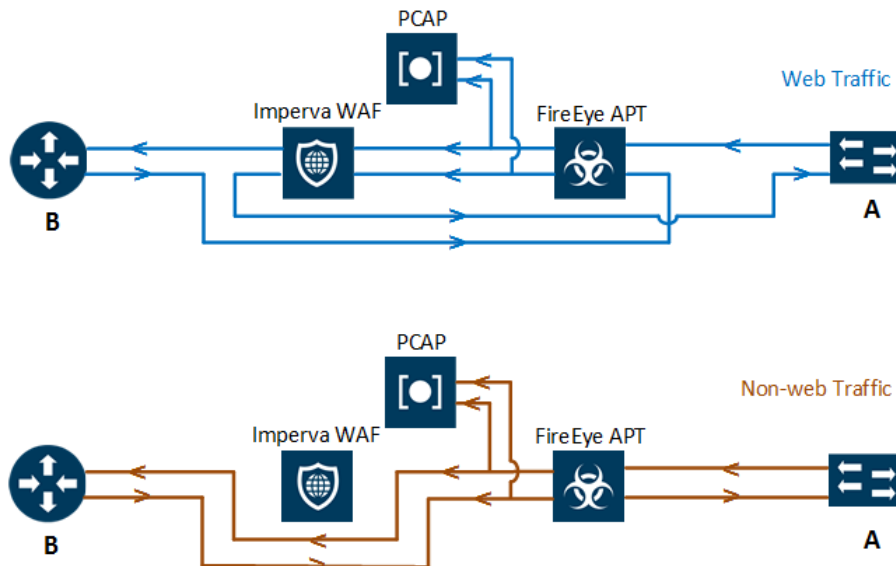 PCAP
Web Traffic
Imperva WAF
FireEye APT
B
A
PCAP
Non-web Traffic
Imperva WAF
FireEye APT
B
A